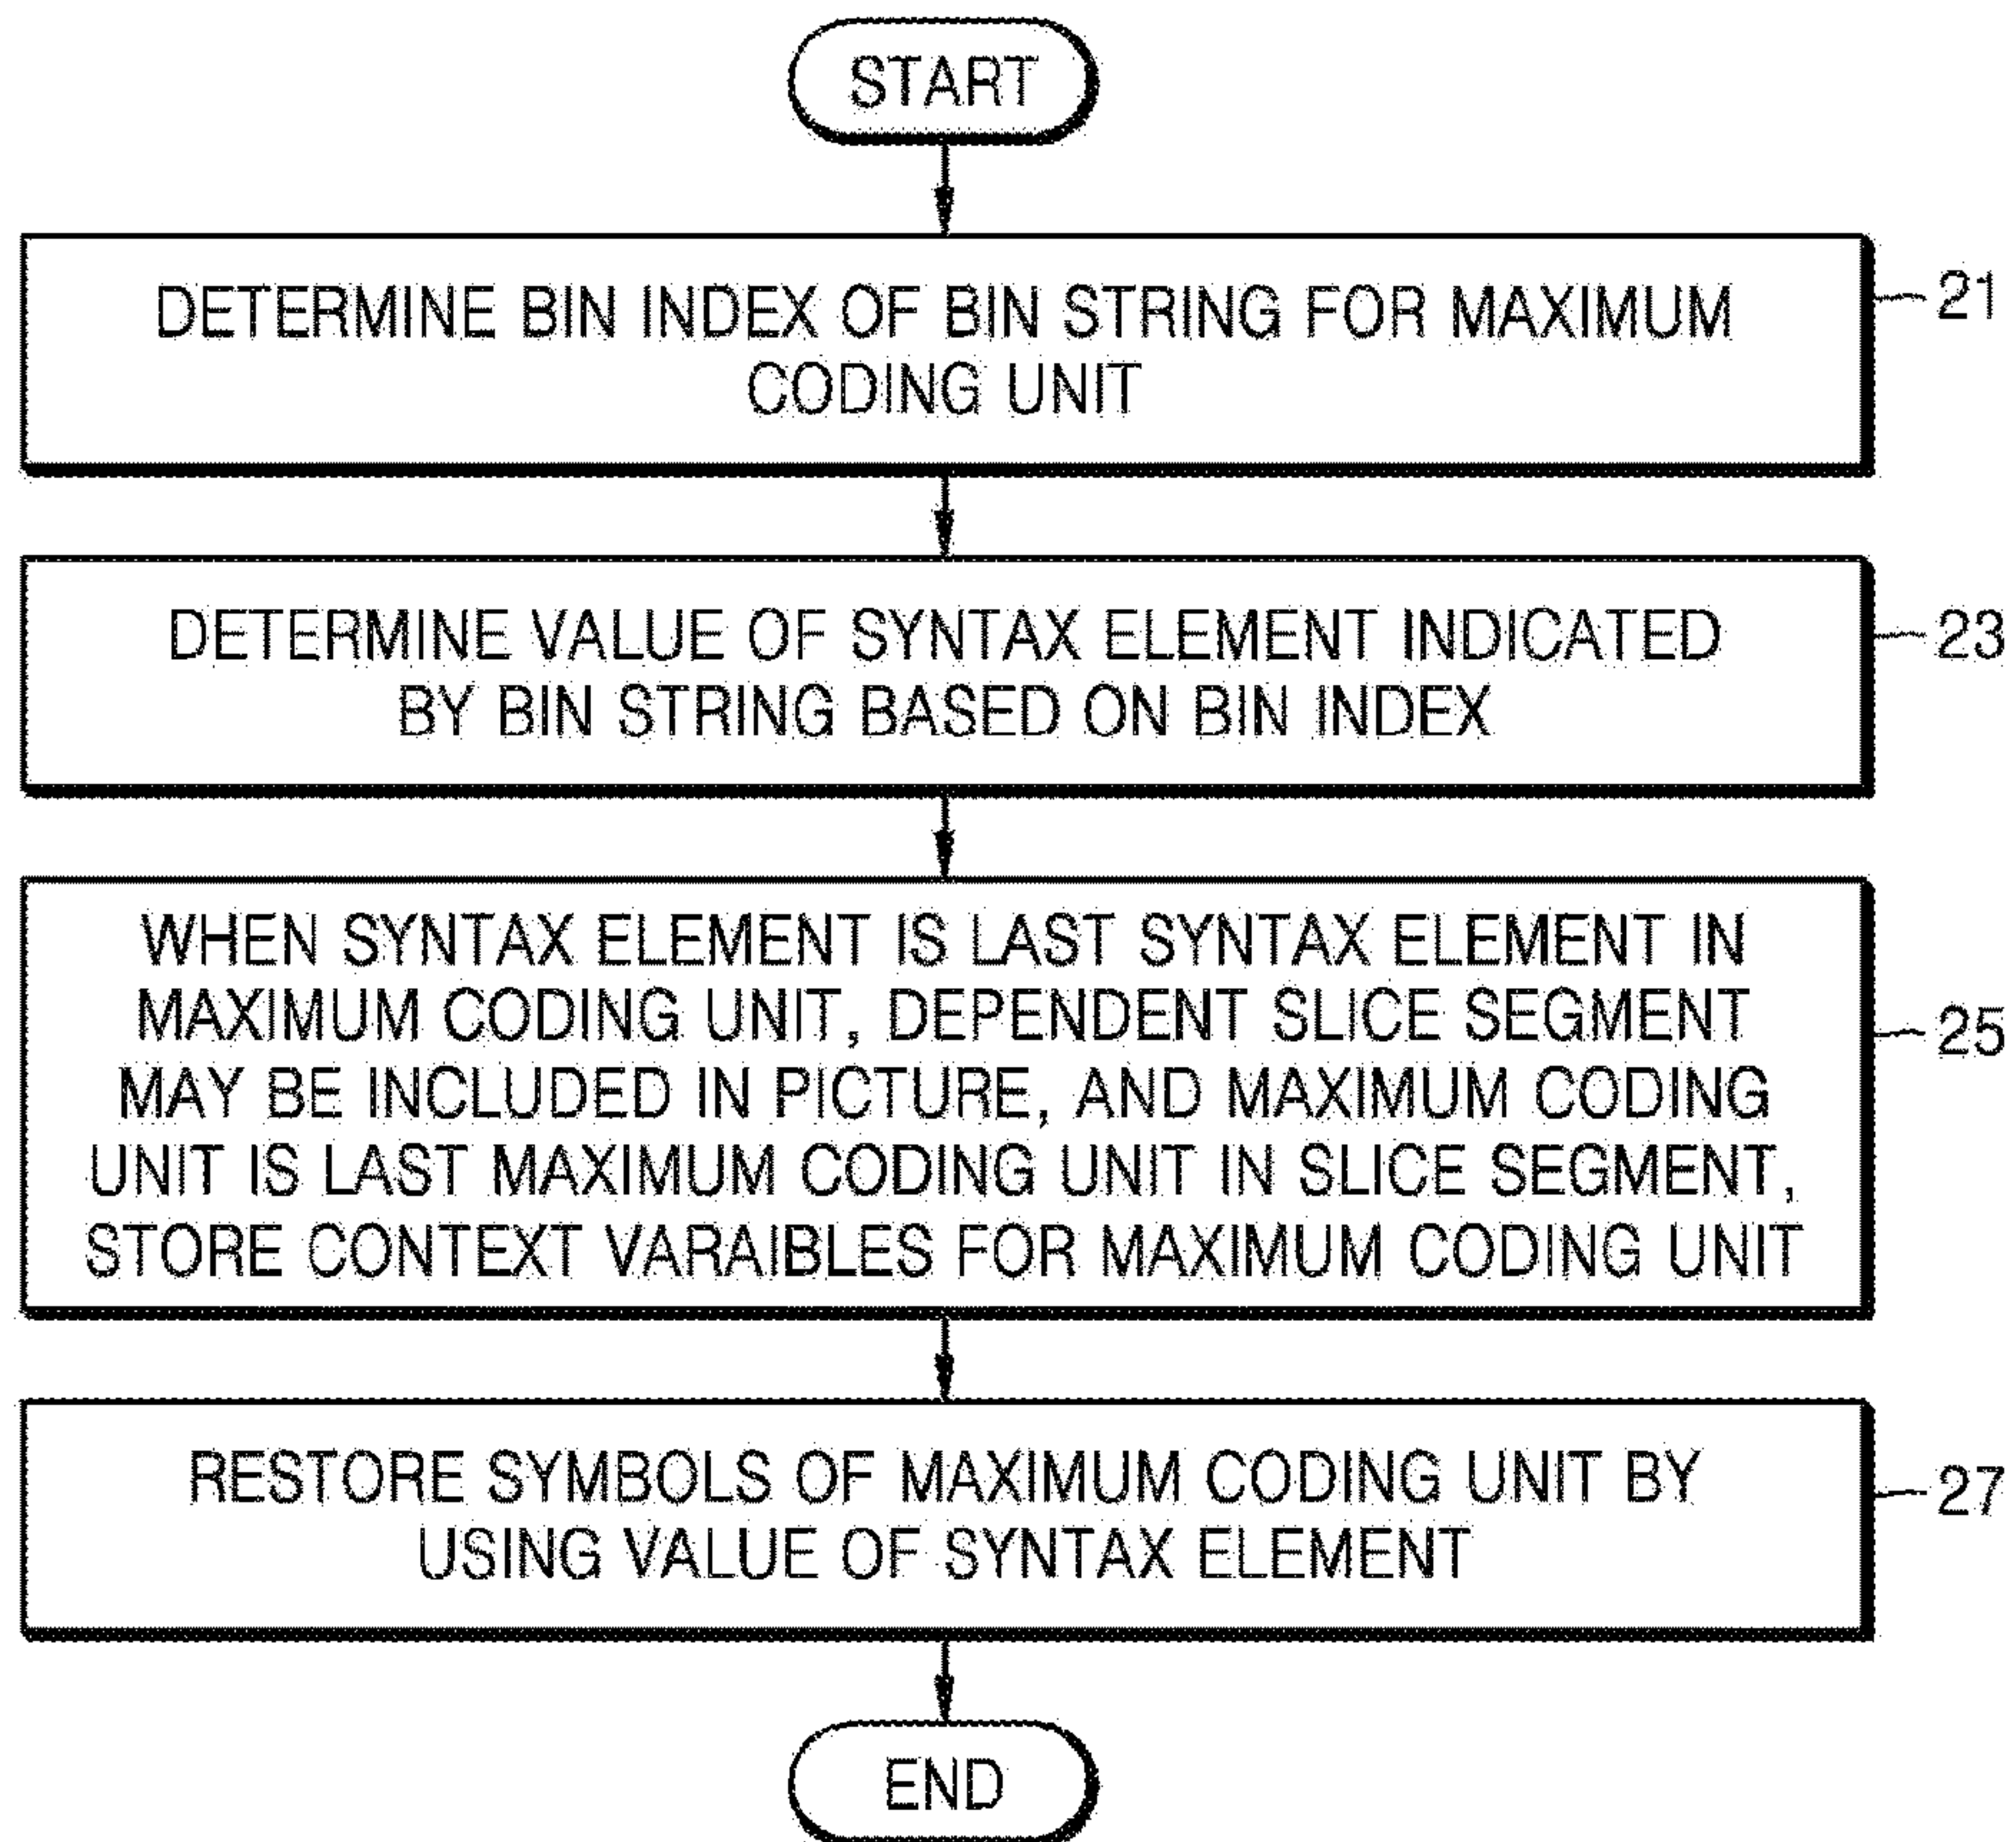 START
DETERMINE BIN INDEX OF BIN STRING FOR MAXIMUM
CODING UNIT
21
DETERMINE VALUE OF SYNTAX ELEMENT INDICATED
BY BIN STRING BASED ON BIN INDEX
23
WHEN SYNTAX ELEMENT IS LAST SYNTAX ELEMENT IN
MAXIMUM CODING UNIT, DEPENDENT SLICE SEGMENT
MAY BE INCLUDED IN PICTURE, AND MAXIMUM CODING
UNIT IS LAST MAXIMUM CODING UNIT IN SLICE SEGMENT,
STORE CONTEXT VARAIBLES FOR MAXIMUM CODING UNIT
25
RESTORE SYMBOLS OF MAXIMUM CODING UNIT BY
USING VALUE OF SYNTAX ELEMENT
27
END